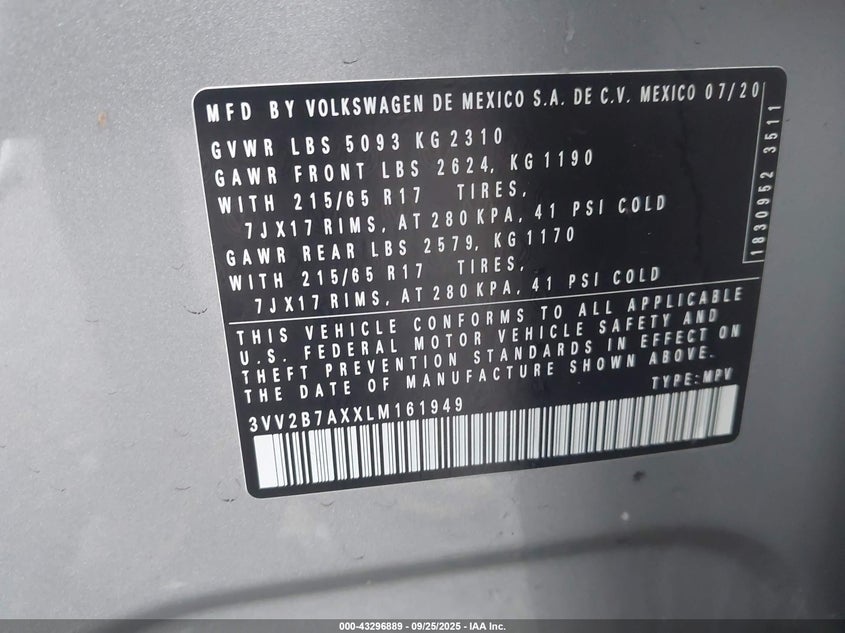 MFD BY VOLKSWAGEN DE MEXICO S.A. DE C.V. MEXICO 07/20
GVWR LBS 5093 KG 2310
GAWR FRONT LBS 2624, KG 1190
WITH 215/65 R17 TIRES,
7JX17 RIMS, AT 280 KPA, 41 PSI COLD
GAWR REAR LBS 2579, KG 1170
WITH 215/65 R17 TIRES,
7JX17 RIMS, AT 280 KPA, 41 PSI COLD
1830952 3511
THIS VEHICLE CONFORMS TO ALL APPLICABLE
U.S. FEDERAL MOTOR VEHICLE SAFETY AND
THEFT PREVENTION STANDARDS IN EFFECT ON
THE DATE OF MANUFACTURE SHOWN ABOVE.
TYPE:MPV
3VV2B7AXXLM161949
000-43296889 - 09/25/2025 - IAA Inc.